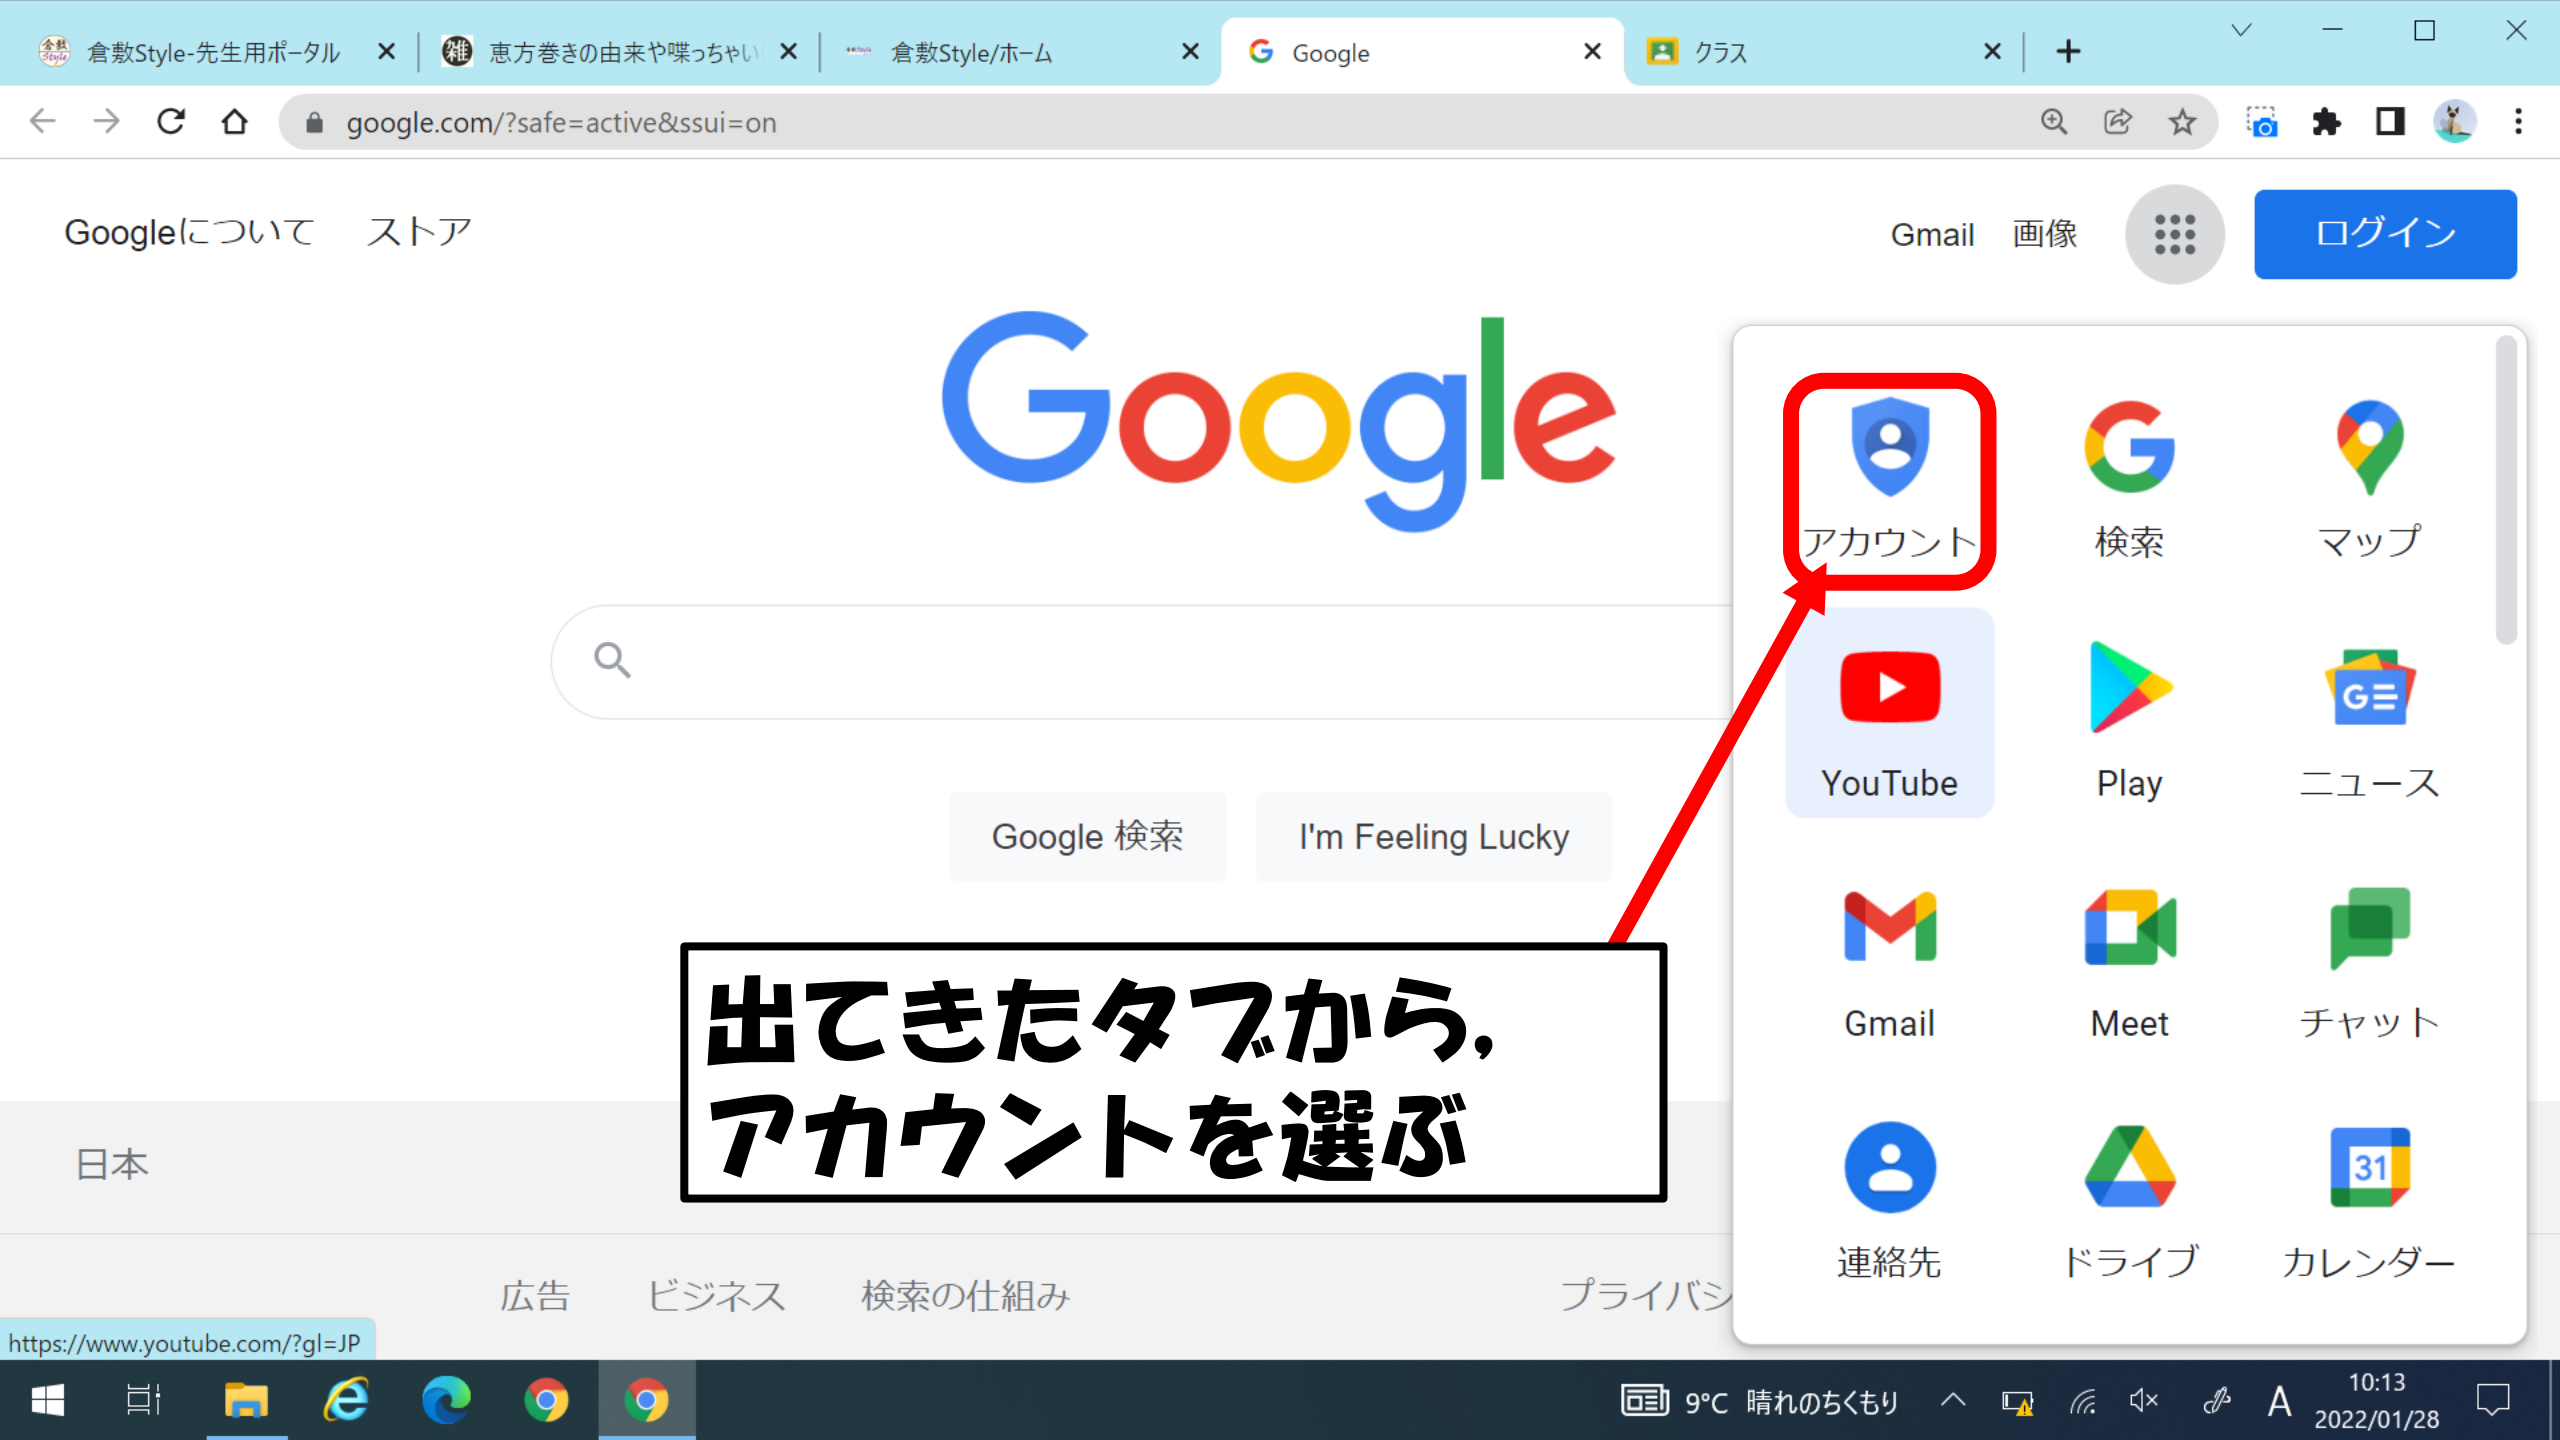 倉敷Style-先生用ポータル
雑 恵方巻きの由来や喋っちゃい
倉敷Style/ホーム
Google
クラス
google.com/?safe=active&ssui=on
Googleについて ストア
Gmail 画像 ログイン
Google
アカウント 検索 マップ
YouTube Play ニュース
Google 検索 I'm Feeling Lucky
Gmail Meet チャット
出てきたタブから,
アカウントを選ぶ
31
連絡先 ドライブ カレンダー
日本
広告 ビジネス 検索の仕組み プライバシ
https://www.youtube.com/?gl=JP
9°C 晴れのちくもり A 10:13
2022/01/28